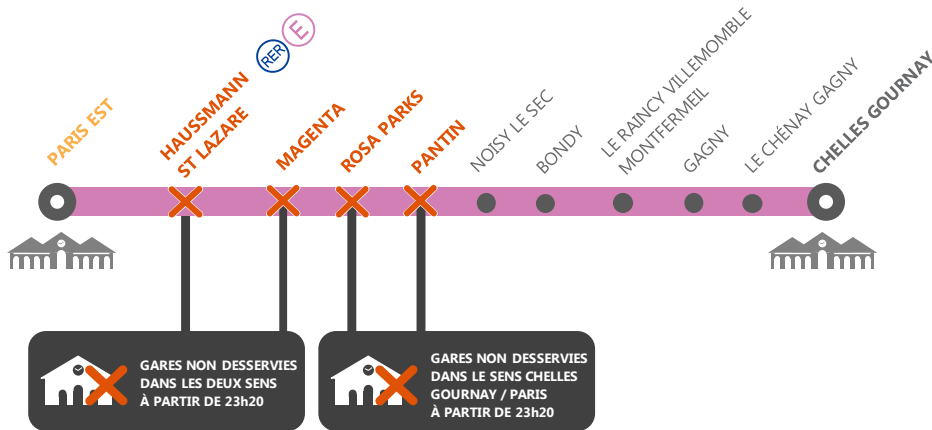 RER
E
PARIS EST
HAUSSMANN
ST LAZARE
MAGENTA
ROSA PARKS
PANTIN
NOISY LE SEC
BONDY
LE RAINCY VILLEMOMBLE
MONTFERMEIL
GAGNY
LE CHÉNAY GAGNY
CHELLES GOURNAY
GARES NON DESSERVIES
DANS LES DEUX SENS
À PARTIR DE 23h20
GARES NON DESSERVIES
DANS LE SENS CHELLES
GOURNAY / PARIS
À PARTIR DE 23h20